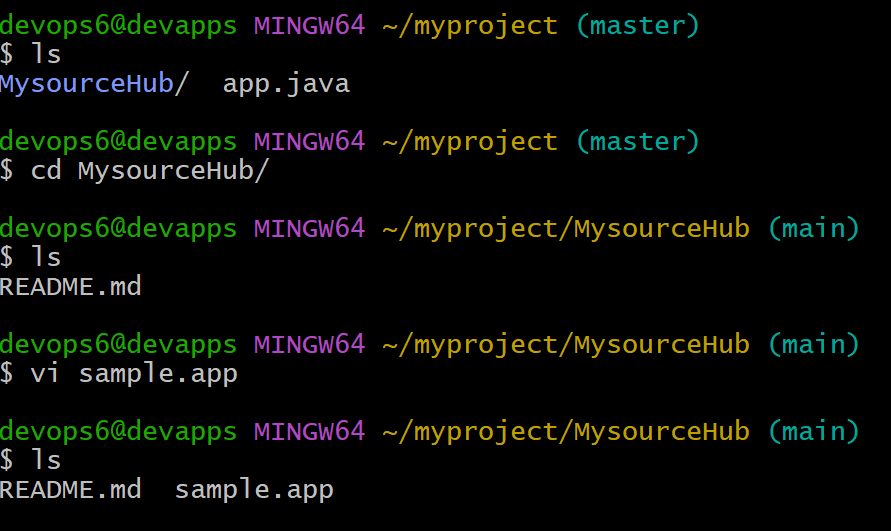 devops6@devapps MINGW64 ~/myproject (master)
$ ls
MysourceHub/  app.java
devops6@devapps MINGW64 ~/myproject (master)
$ cd MysourceHub/
devops6@devapps MINGW64 ~/myproject/MysourceHub (main)
$ ls
README.md
devops6@devapps MINGW64 ~/myproject/MysourceHub (main)
$ vi sample.app
devops6@devapps MINGW64 ~/myproject/MysourceHub (main)
$ ls
README.md  sample.app